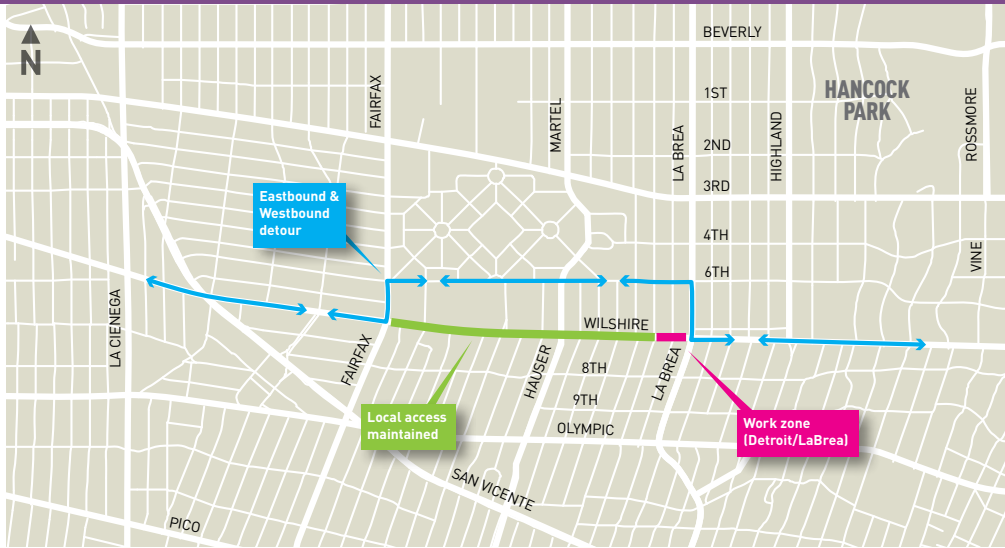 BEVERLY
N
1ST
HANCOCK
PARK
FAIRFAX
MARTEL
LA BREA
HIGHLAND
ROSSMORE
2ND
3RD
Eastbound &
Westbound
detour
4TH
6TH
VINE
LA CIENEGA
WILSHIRE
FAIRFAX
HAUSER
8TH
LA BREA
9TH
Local access
maintained
OLYMPIC
Work zone
(Detroit/LaBrea)
SAN VICENTE
PICO